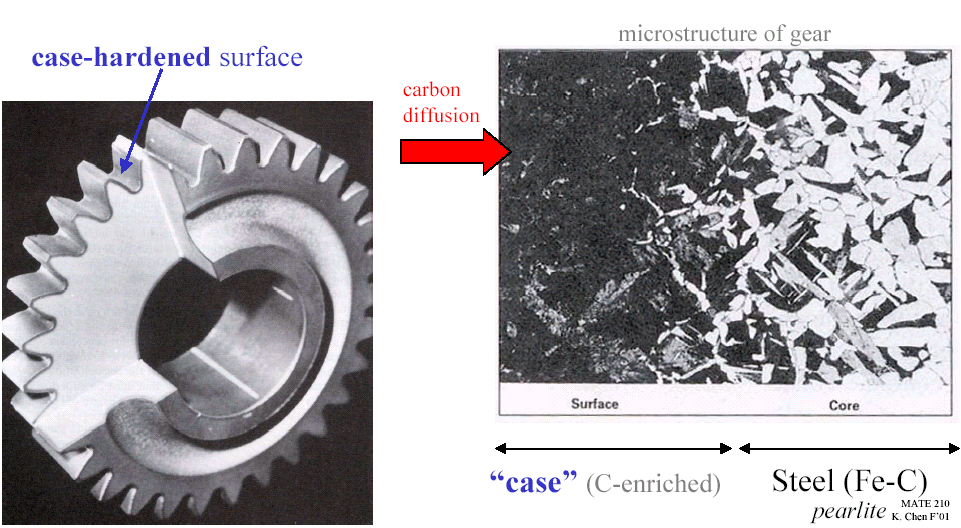 case-hardened surface
carbon
diffusion
microstructure of gear
Surface Core
“case” (C-enriched)
Steel (Fe-C)
pearlite
MATE 210
K. Chen F’01